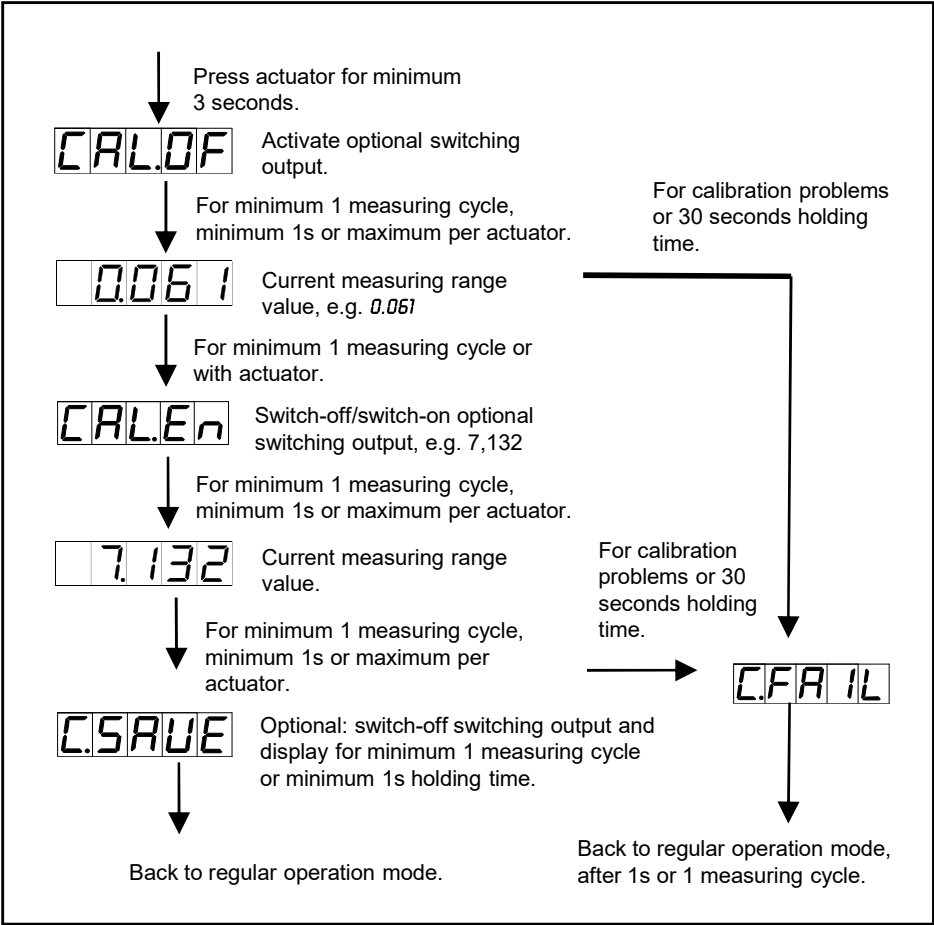 Press actuator for minimum
3 seconds.
CAL.OF
Activate optional switching
output.
For minimum 1 measuring cycle,
minimum 1s or maximum per actuator.
For calibration problems
or 30 seconds holding
time.
0.061
Current measuring range
value, e.g. 0.061
For minimum 1 measuring cycle or
with actuator.
CAL.En
Switch-off/switch-on optional
switching output, e.g. 7,132
For minimum 1 measuring cycle,
minimum 1s or maximum per actuator.
7.132
Current measuring range
value.
For calibration
problems or 30
seconds holding
time.
For minimum 1 measuring cycle,
minimum 1s or maximum per
actuator.
C.FAIL
C.SAVE
Optional: switch-off switching output and
display for minimum 1 measuring cycle
or minimum 1s holding time.
Back to regular operation mode.
Back to regular operation mode,
after 1s or 1 measuring cycle.